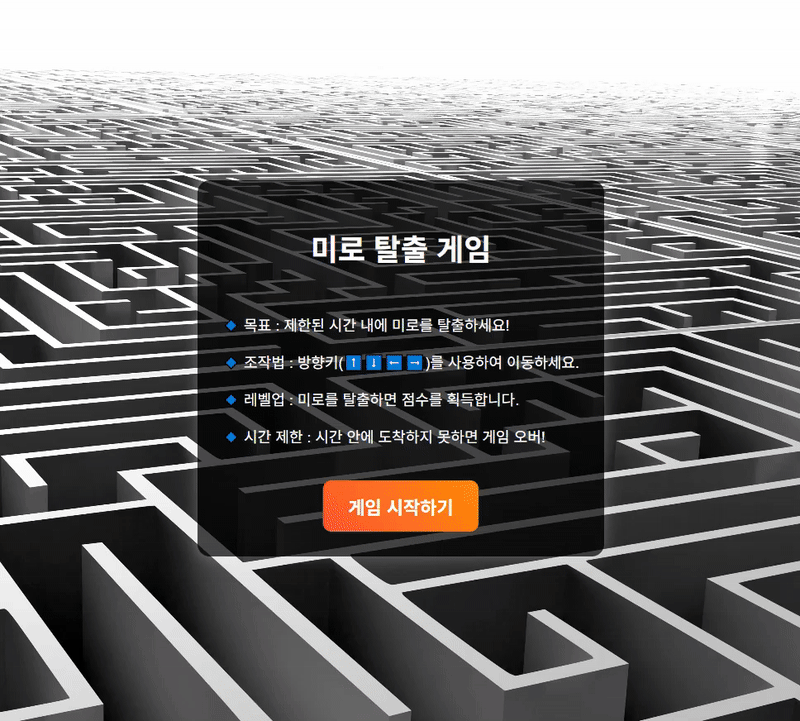 미로 탈출 게임
🔹 목표 : 제한된 시간 내에 미로를 탈출하세요!
🔹 조작법 : 방향키(⬆️ ⬇️ ⬅️ ➡️)를 사용하여 이동하세요.
🔹 레벨업 : 미로를 탈출하면 점수를 획득합니다.
🔹 시간 제한 : 시간 안에 도착하지 못하면 게임 오버!
게임 시작하기